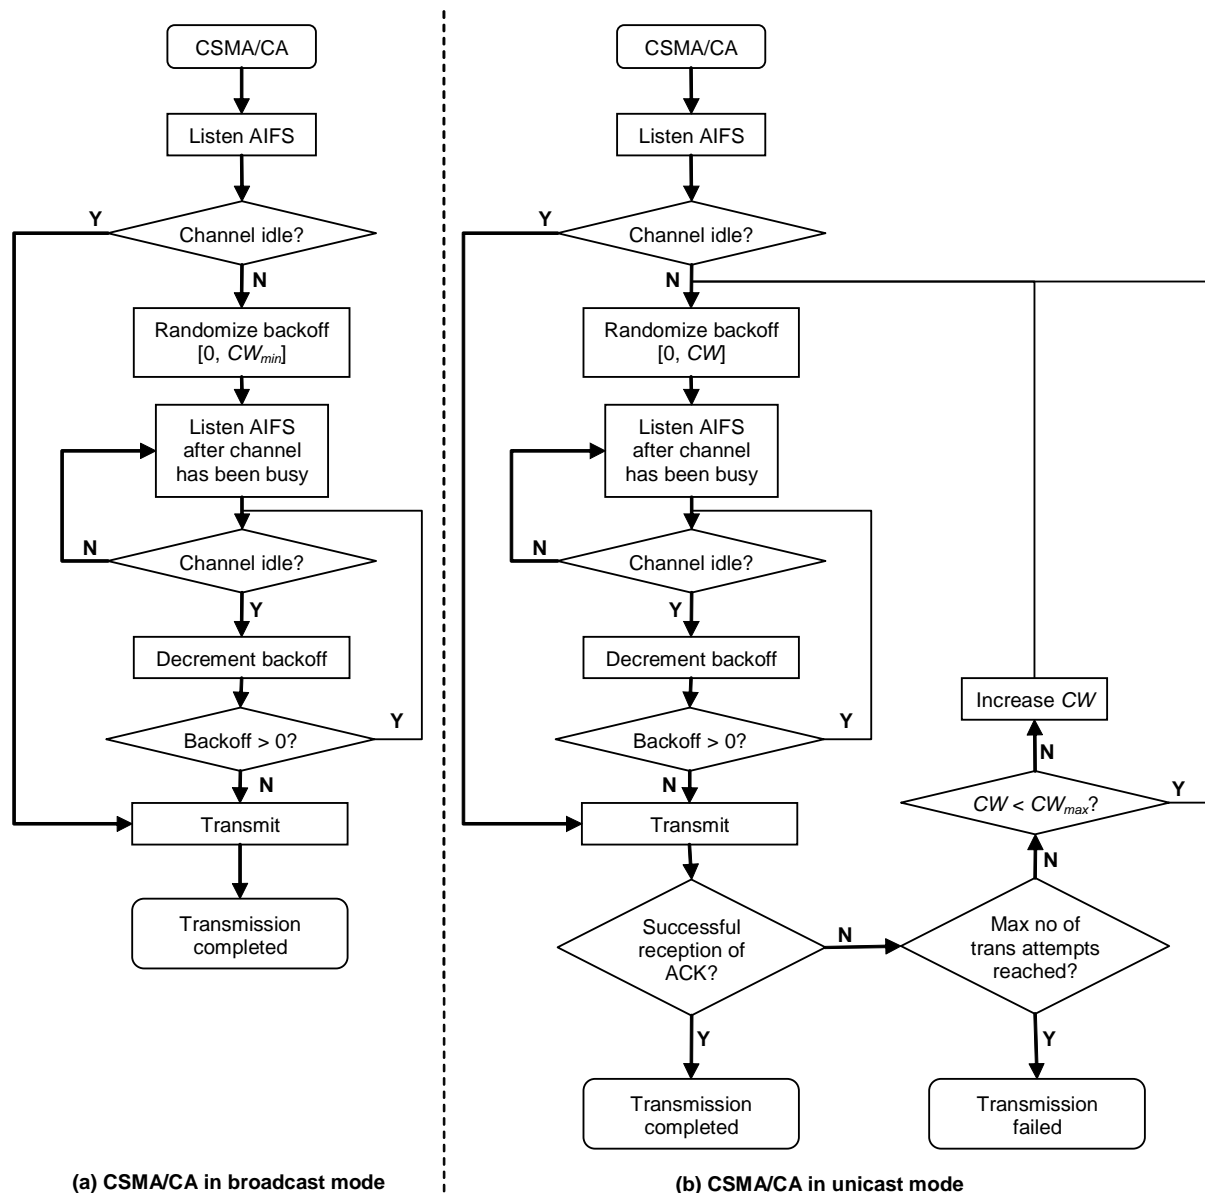 CSMA/CA
Listen AIFS
Y
Channel idle?
N
Randomize backoff
[0, CWmin]
Listen AIFS
after channel
has been busy
N
Channel idle?
Y
Decrement backoff
Y
Backoff > 0?
N
Transmit
Transmission
completed
(a) CSMA/CA in broadcast mode
CSMA/CA
Listen AIFS
Y
Channel idle?
N
Randomize backoff
[0, CW]
Listen AIFS
after channel
has been busy
N
Channel idle?
Y
Decrement backoff
Y
Backoff > 0?
N
Transmit
Successful
reception of
ACK?
N
Y
Transmission
completed
Increase CW
N
CW < CWmax?
Y
N
Max no of
trans attempts
reached?
Y
Transmission
failed
(b) CSMA/CA in unicast mode